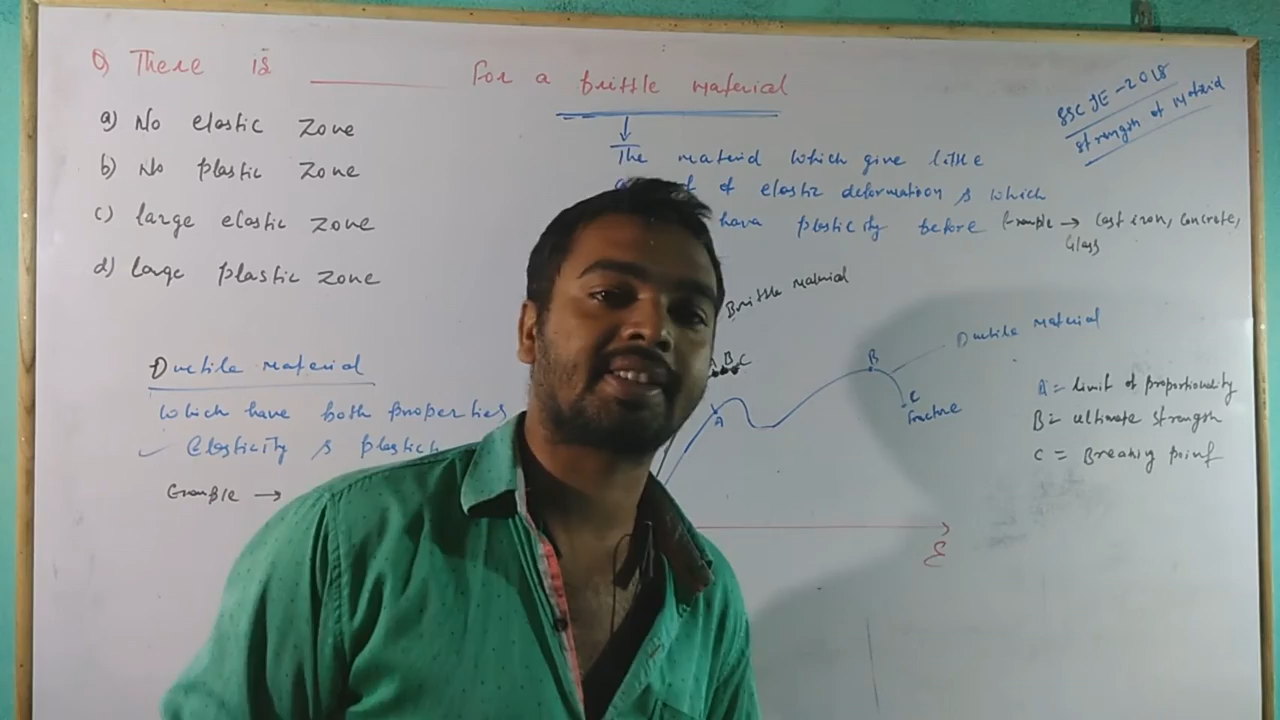 Q There is ________ For a brittle material
a) No elastic zone
b) No plastic zone
c) large elastic zone
d) large plastic zone
SSC JE-2018
strength of Material
The material which give little
of elastic deformation & which
have plasticity before
Example → Cast iron, Concrete,
Glass
Brittle material
B C
Ductile material
A
B
C
fracture
ε
A = limit of proportionality
B = ultimate strength
C = Breaking point
Ductile material
which have both properties
Elasticity & plastic
Example →